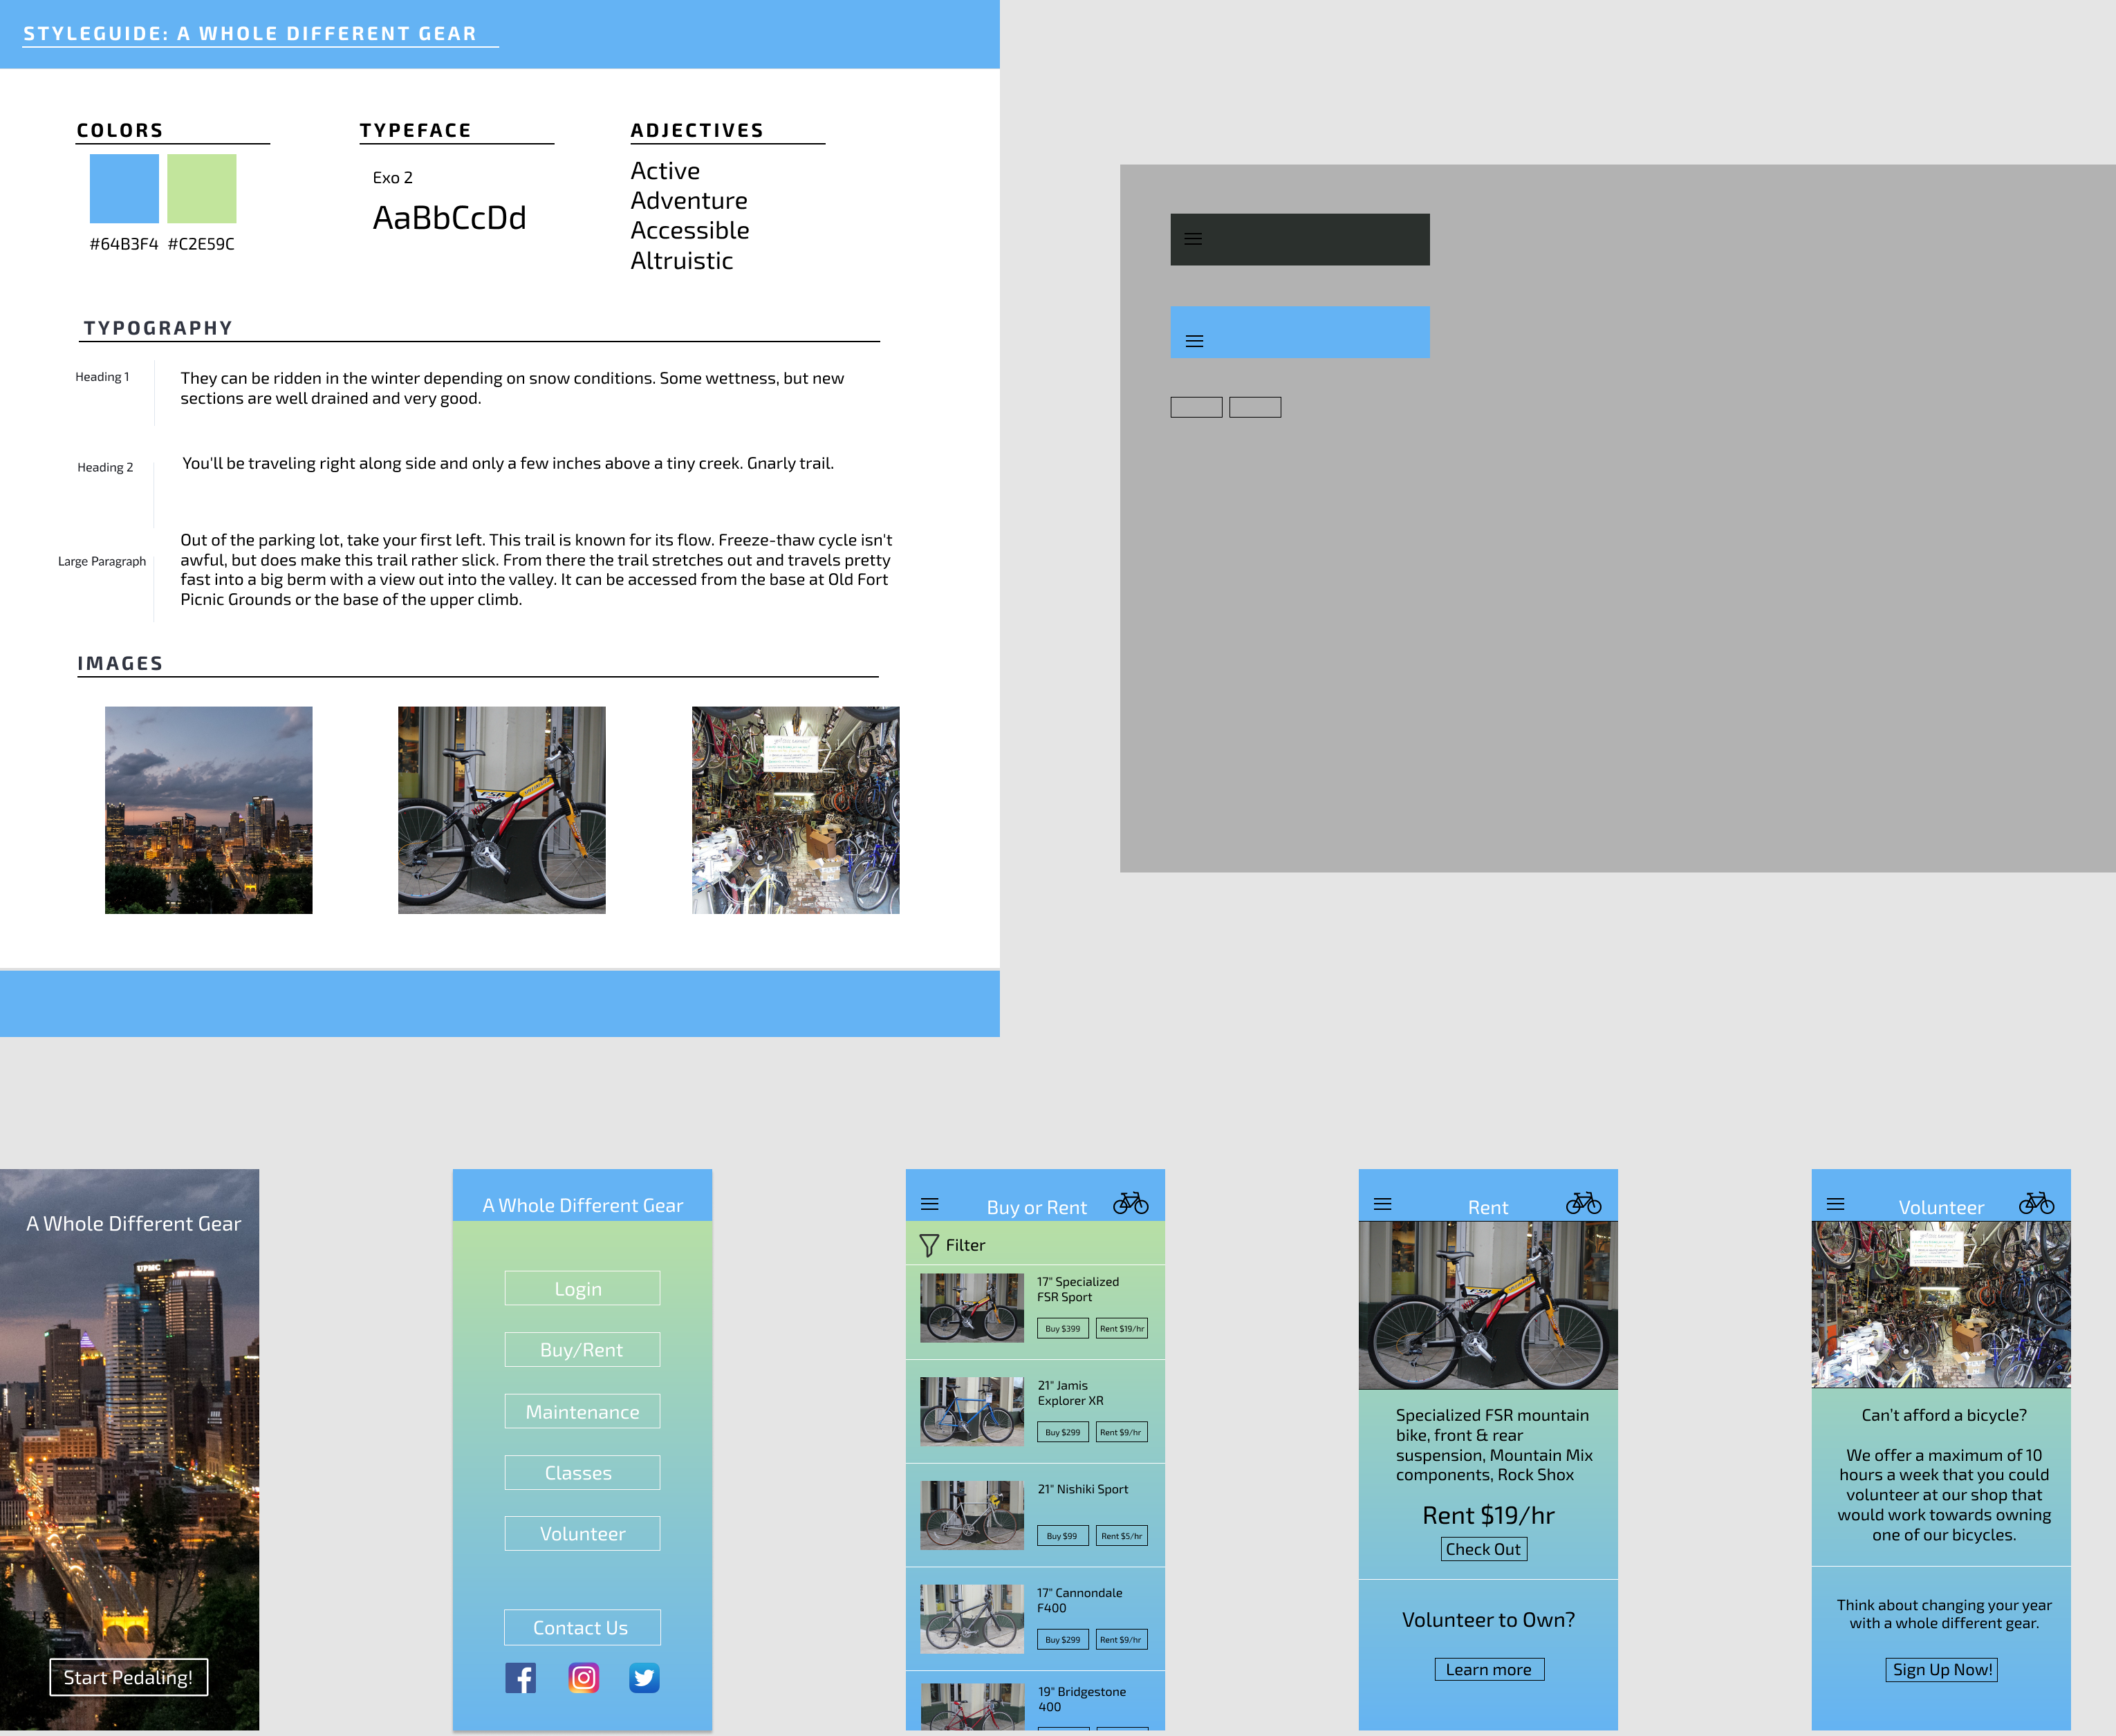 STYLEGUIDE: A WHOLE DIFFERENT GEAR
COLORS
#64B3F4 #C2E59C
TYPEFACE
Exo 2
AaBbCcDd
ADJECTIVES
Active
Adventure
Accessible
Altruistic
TYPOGRAPHY
Heading 1
They can be ridden in the winter depending on snow conditions. Some wettness, but new
sections are well drained and very good.
Heading 2
You'll be traveling right along side and only a few inches above a tiny creek. Gnarly trail.
Large Paragraph
Out of the parking lot, take your first left. This trail is known for its flow. Freeze-thaw cycle isn't
awful, but does make this trail rather slick. From there the trail stretches out and travels pretty
fast into a big berm with a view out into the valley. It can be accessed from the base at Old Fort
Picnic Grounds or the base of the upper climb.
IMAGES
FSR
A Whole Different Gear
UPMC
Start Pedaling!
A Whole Different Gear
Login
Buy/Rent
Maintenance
Classes
Volunteer
Contact Us
Buy or Rent
Filter
17" Specialized
FSR Sport
Buy $399
Rent $19/hr
21" Jamis
Explorer XR
Buy $299
Rent $9/hr
21" Nishiki Sport
Buy $99
Rent $5/hr
17" Cannondale
F400
Buy $299
Rent $9/hr
19" Bridgestone
400
Rent
Specialized FSR mountain
bike, front & rear
suspension, Mountain Mix
components, Rock Shox
Rent $19/hr
Check Out
Volunteer to Own?
Learn more
Volunteer
Can't afford a bicycle?
We offer a maximum of 10
hours a week that you could
volunteer at our shop that
would work towards owning
one of our bicycles.
Think about changing your year
with a whole different gear.
Sign Up Now!